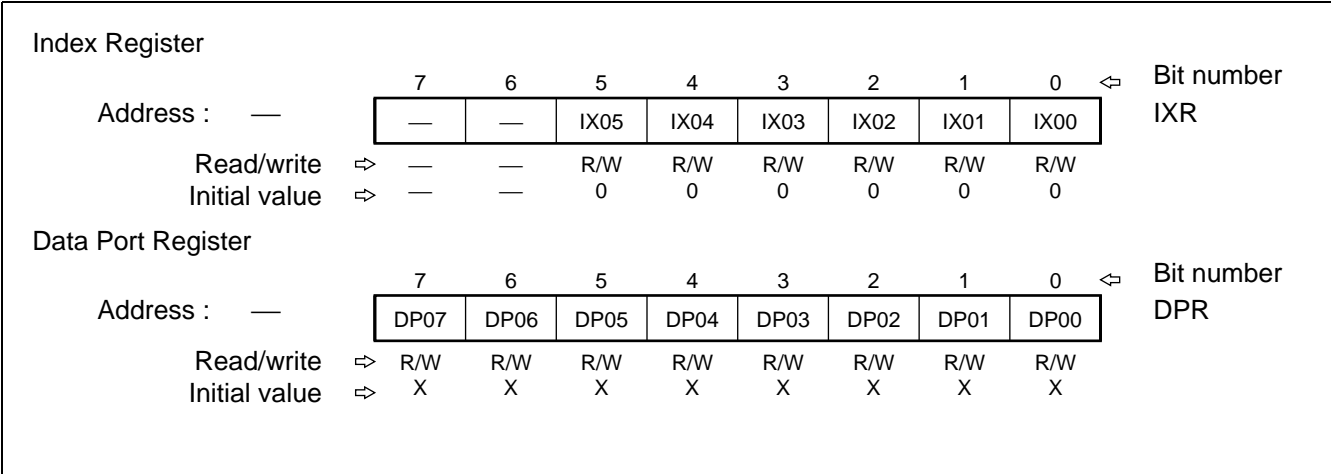 Index Register
7 6 5 4 3 2 1 0 ⇦ Bit number
Address : — — — IX05 IX04 IX03 IX02 IX01 IX00 IXR
Read/write ⇨ — — R/W R/W R/W R/W R/W R/W
Initial value ⇨ — — 0 0 0 0 0 0
Data Port Register
7 6 5 4 3 2 1 0 ⇦ Bit number
Address : — DP07 DP06 DP05 DP04 DP03 DP02 DP01 DP00 DPR
Read/write ⇨ R/W R/W R/W R/W R/W R/W R/W R/W
Initial value ⇨ X X X X X X X X